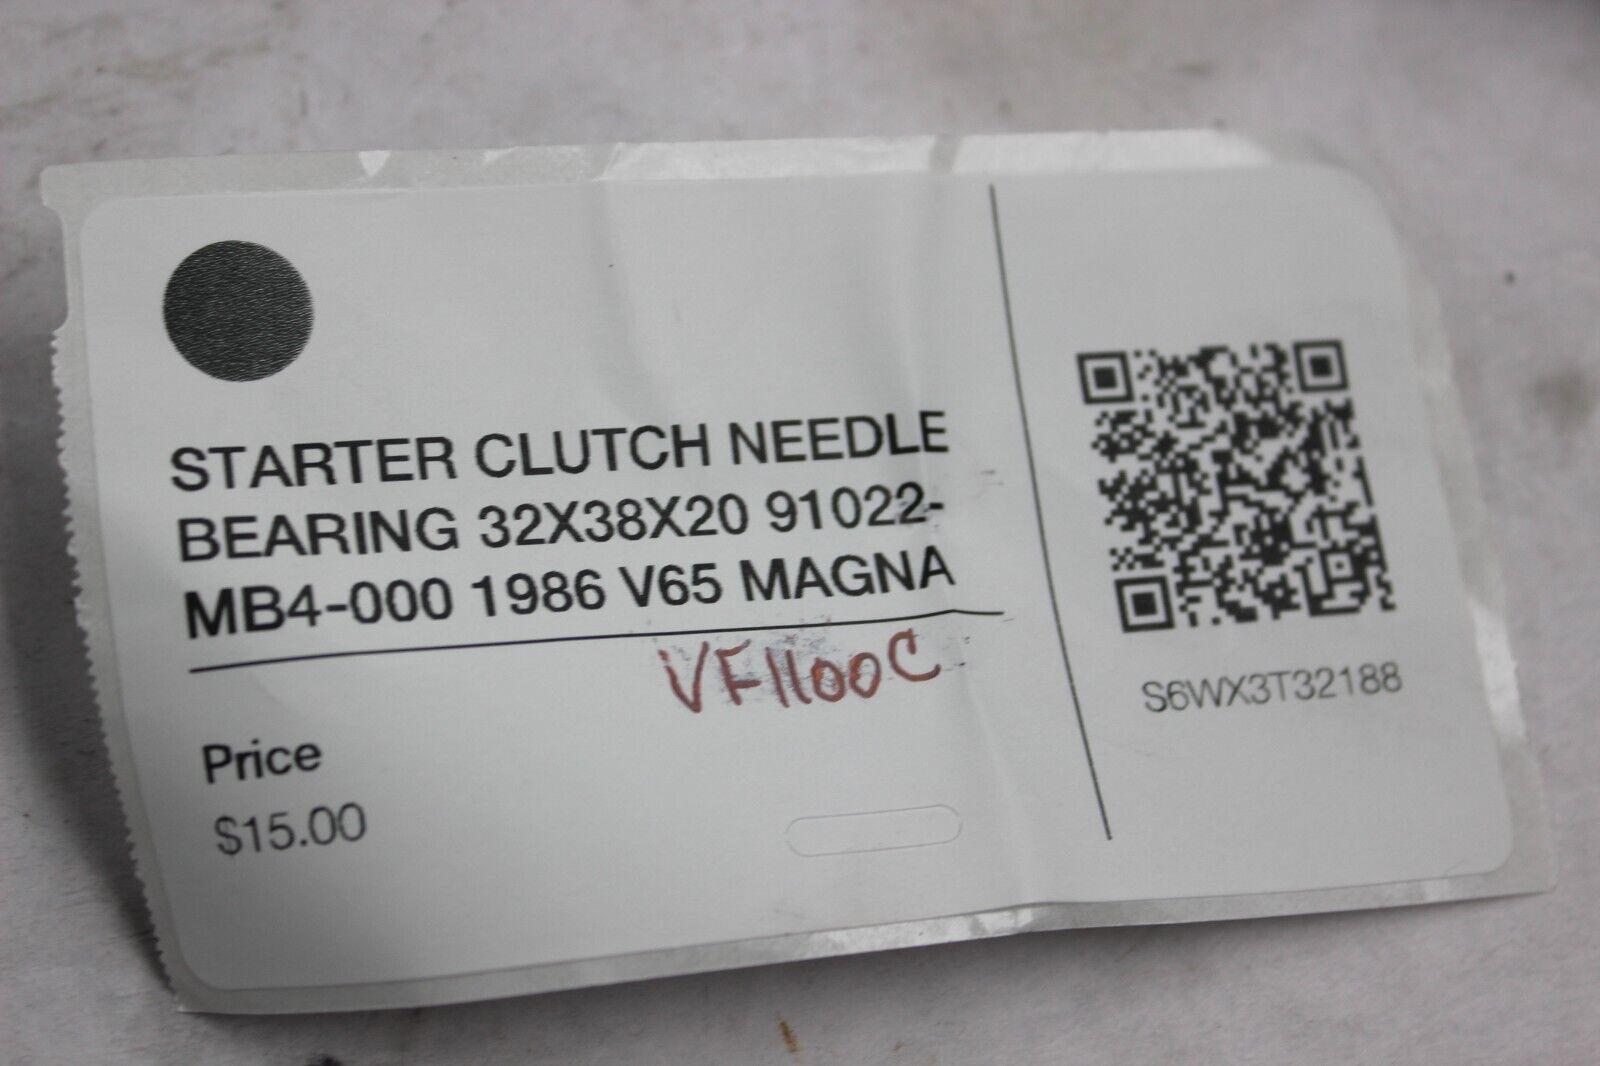 STARTER CLUTCH NEEDLE
BEARING 32X38X20 91022-
MB4-000 1986 V65 MAGNA
VF1100C
Price
$15.00
S6WX3T32188